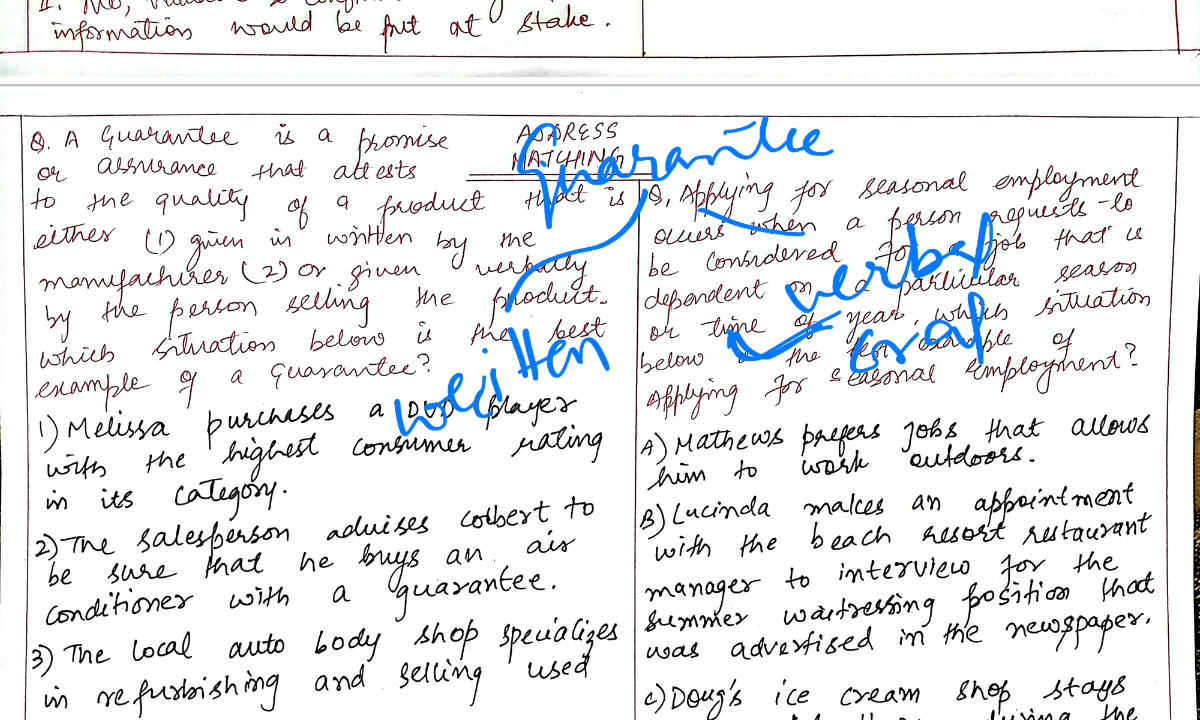 information would be put at stake.
ADDRESS
MATCHING
Q. A Guarantee is a promise
or assurance that attests
to the quality of a product that is
either (1) given in written by the
manufacturer (2) or given verbally
by the person selling the product.
which situation below is the best
example of a guarantee?
1) Melissa purchases a DVD player
with the highest consumer rating
in its category.
2) The salesperson advises colbert to
be sure that he buys an air
conditioner with a guarantee.
3) The local auto body shop specializes
in refurbishing and selling used
Q. Applying for seasonal employment
occurs when a person requests to
be considered for a job that is
dependent on a particular season
or time of year. which situation
below is the best example of
Applying for seasonal employment?
A) Mathews prefers jobs that allows
him to work outdoors.
B) Lucinda makes an appointment
with the beach resort restaurant
manager to interview for the
summer waitressing position that
was advertised in the newspaper.
C) Doug's ice cream shop stays
the
Guarantee
written
verbal
oral